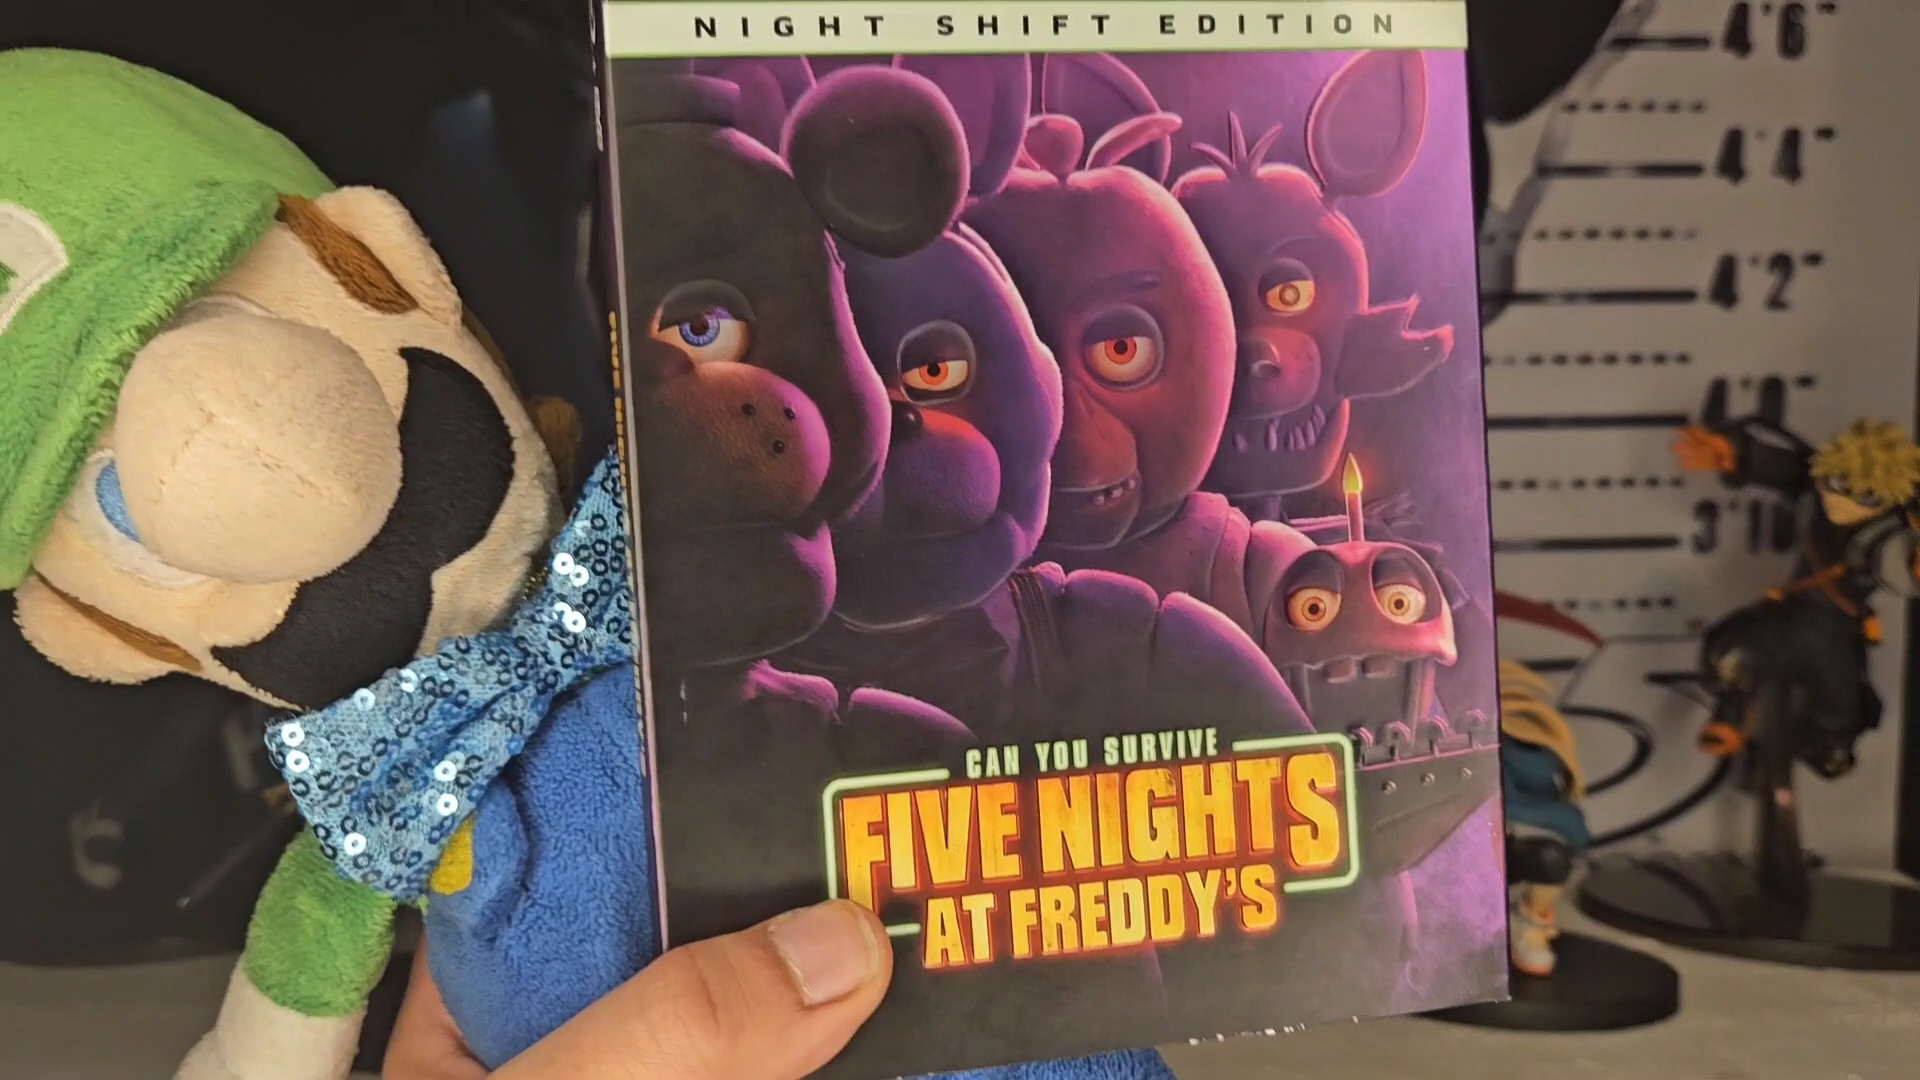 NIGHT SHIFT EDITION
4'6"
4'4"
4'2"
CAN YOU SURVIVE
FIVE NIGHTS
AT FREDDY'S